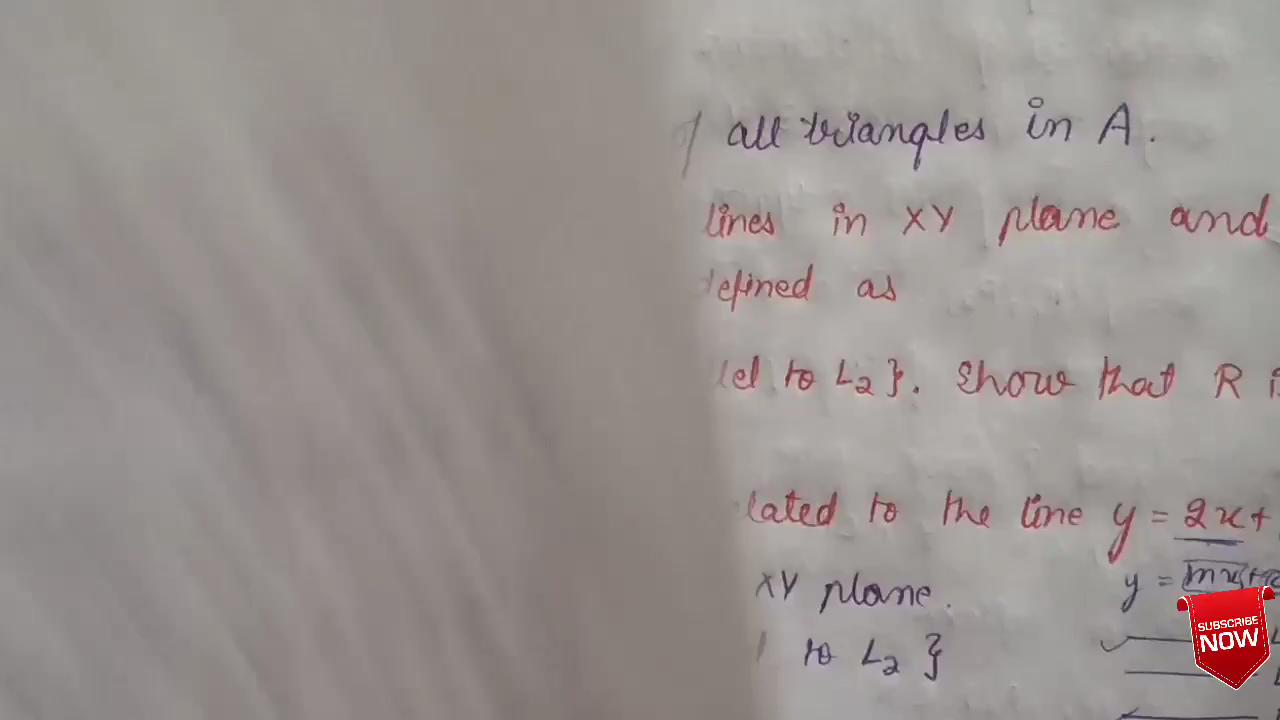 all triangles in A.
lines in XY plane and
defined as
to L2}. Show that R
to the line y = 2x+
XY plane.
y = mx+
to L2 }
SUBSCRIBE
NOW